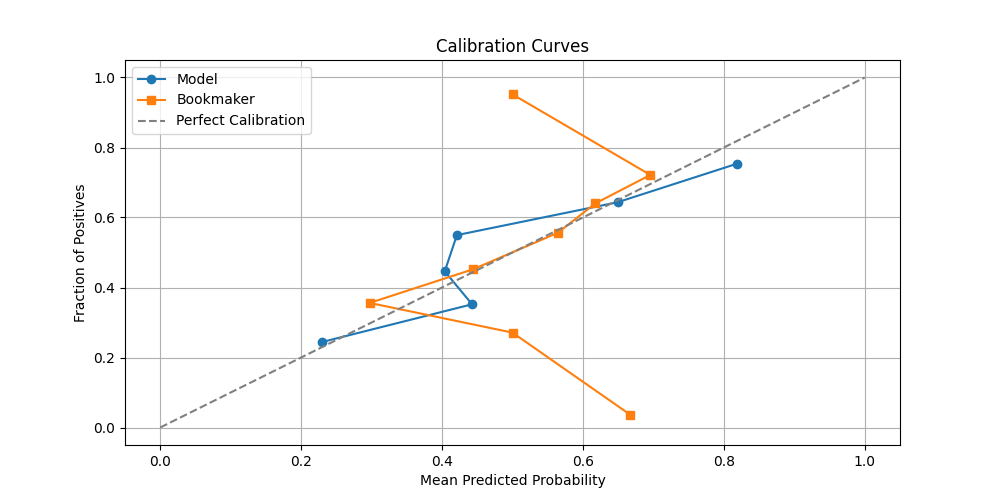 Calibration Curves
Model
Bookmaker
Perfect Calibration
Fraction of Positives
1.0
0.8
0.6
0.4
0.2
0.0
0.0 0.2 0.4 0.6 0.8 1.0
Mean Predicted Probability